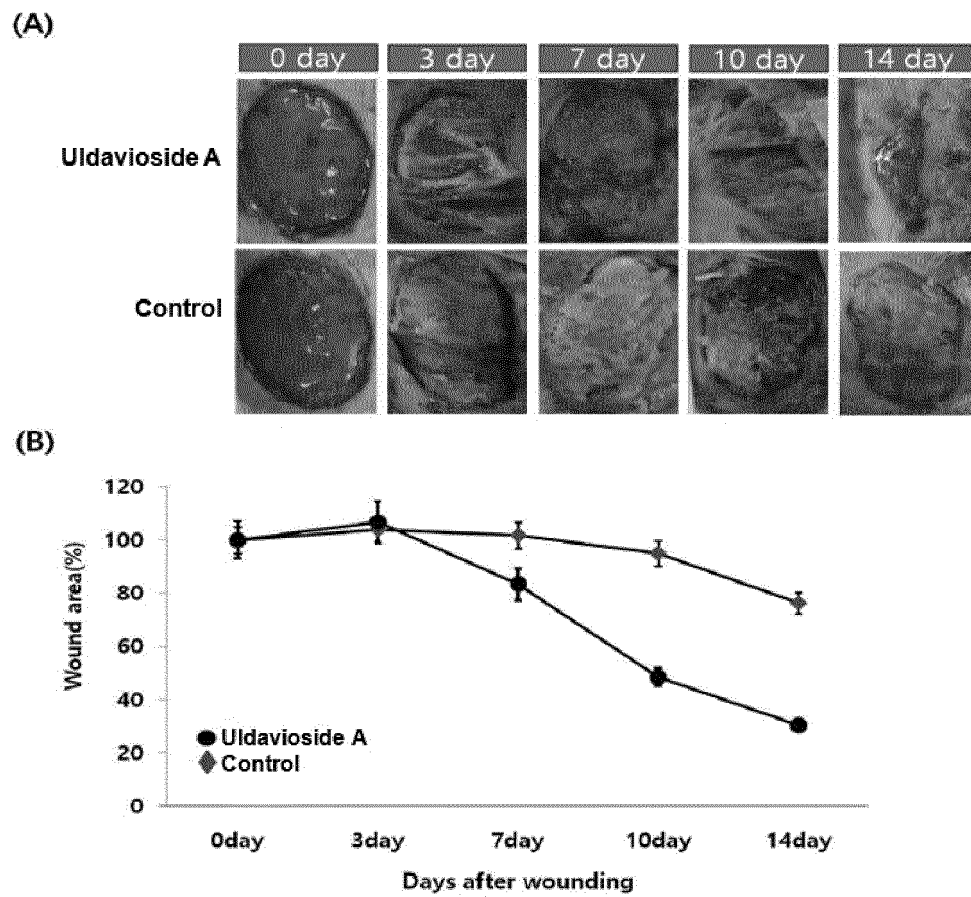 (A)
0 day 3 day 7 day 10 day 14 day
Uldavioside A
Control
(B)
120
100
80
60
40
20
0
Wound area(%)
Uldavioside A
Control
0day 3day 7day 10day 14day
Days after wounding